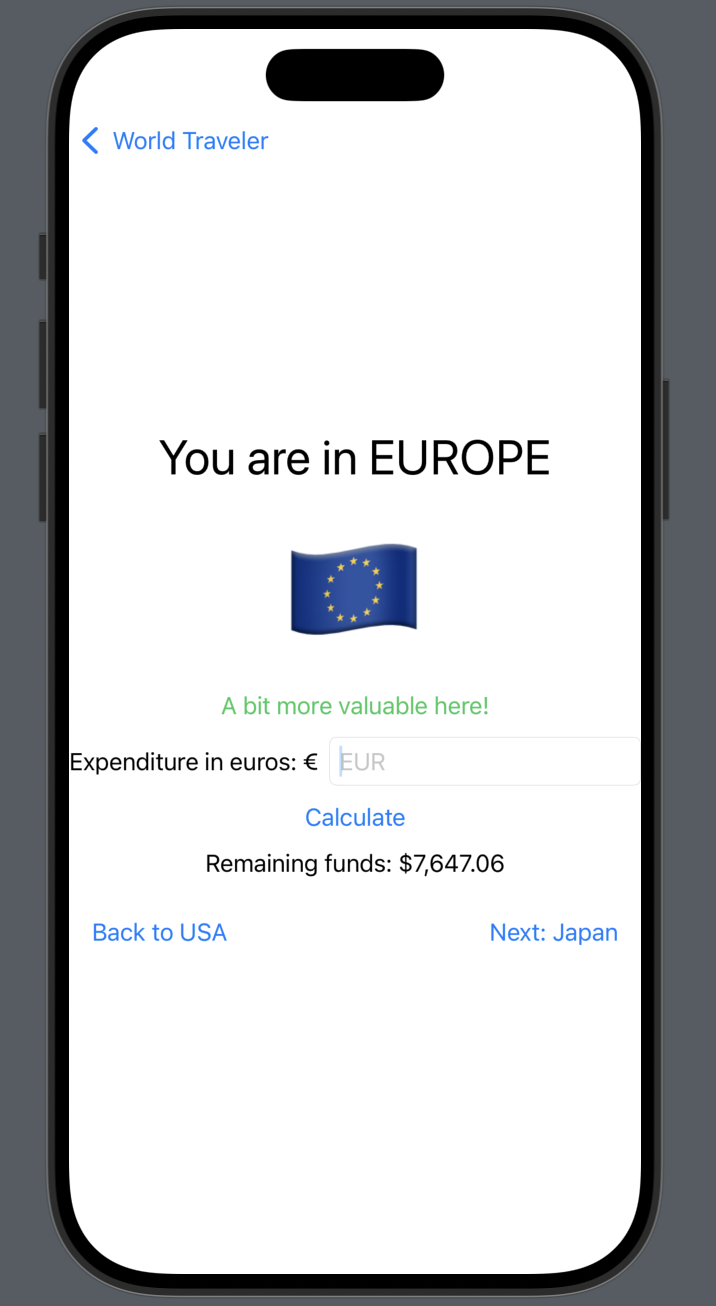 World Traveler
You are in EUROPE
A bit more valuable here!
Expenditure in euros: € EUR
Calculate
Remaining funds: $7,647.06
Back to USA Next: Japan